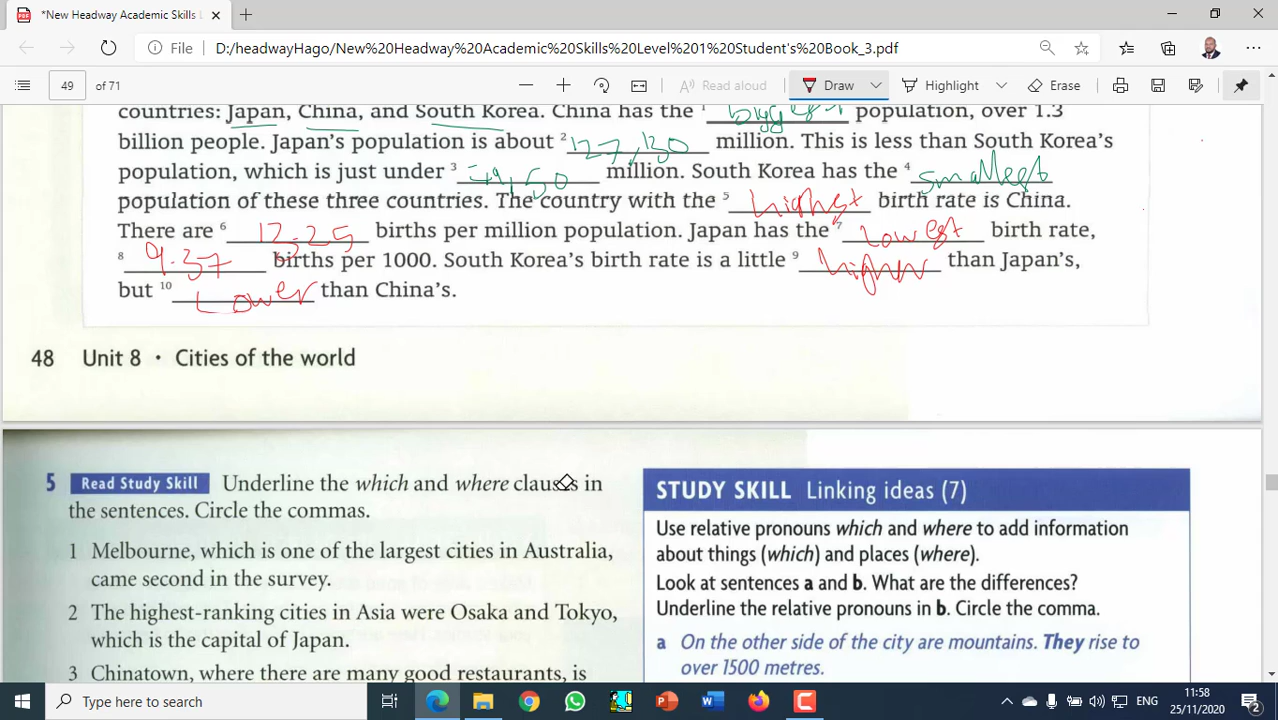 *New Headway Academic Skills L
File D:/headwayHago/New%20Headway%20Academic%20Skills%20Level%201%20Student's%20Book_3.pdf
49 of 71 Read aloud Draw Highlight Erase
countries: Japan, China, and South Korea. China has the 1 biggest population, over 1.3
billion people. Japan's population is about 2 127,130 million. This is less than South Korea's
population, which is just under 3 million. South Korea has the 4 smallest
population of these three countries. The country with the 5 highest birth rate is China.
There are 6 12.25 births per million population. Japan has the 7 lowest birth rate,
8 9.37 births per 1000. South Korea's birth rate is a little 9 higher than Japan's,
but 10 Lower than China's.
48 Unit 8 • Cities of the world
5 Read Study Skill Underline the which and where clauses in
the sentences. Circle the commas.
1 Melbourne, which is one of the largest cities in Australia,
came second in the survey.
2 The highest-ranking cities in Asia were Osaka and Tokyo,
which is the capital of Japan.
3 Chinatown, where there are many good restaurants, is
STUDY SKILL Linking ideas (7)
Use relative pronouns which and where to add information
about things (which) and places (where).
Look at sentences a and b. What are the differences?
Underline the relative pronouns in b. Circle the comma.
a On the other side of the city are mountains. They rise to
over 1500 metres.
Type here to search
ENG
11:58
25/11/2020
2